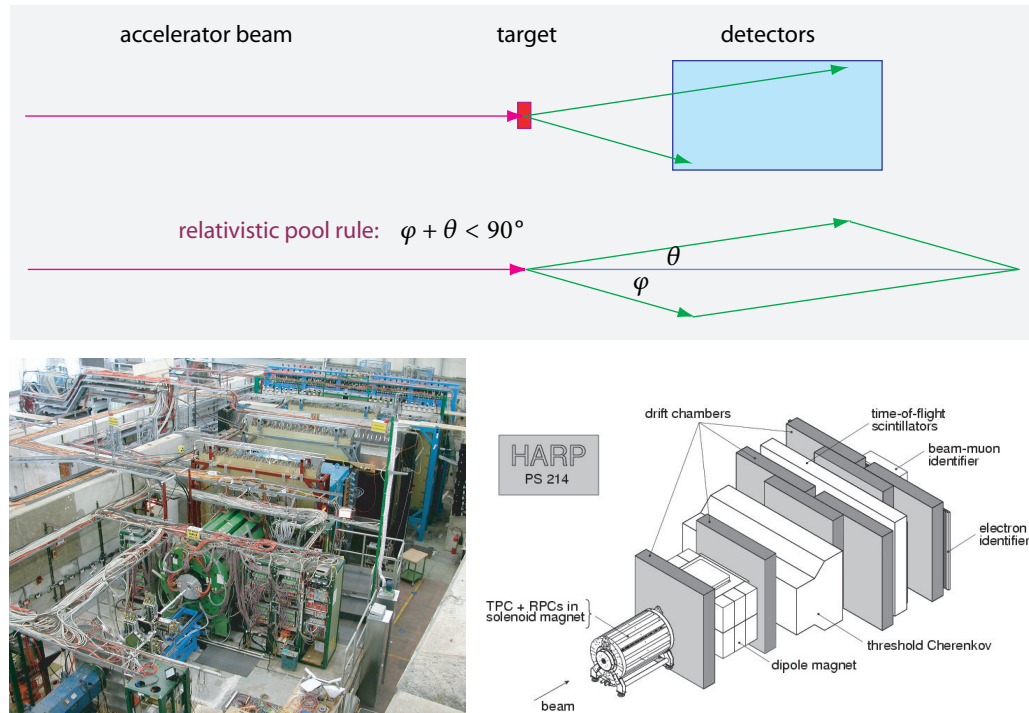 accelerator beam
target
detectors
relativistic pool rule: φ + θ < 90°
θ
φ
drift chambers
time-of-flight
scintillators
beam-muon
identifier
HARP
PS 214
electron
identifier
TPC + RPCs in
solenoid magnet
threshold Cherenkov
dipole magnet
beam